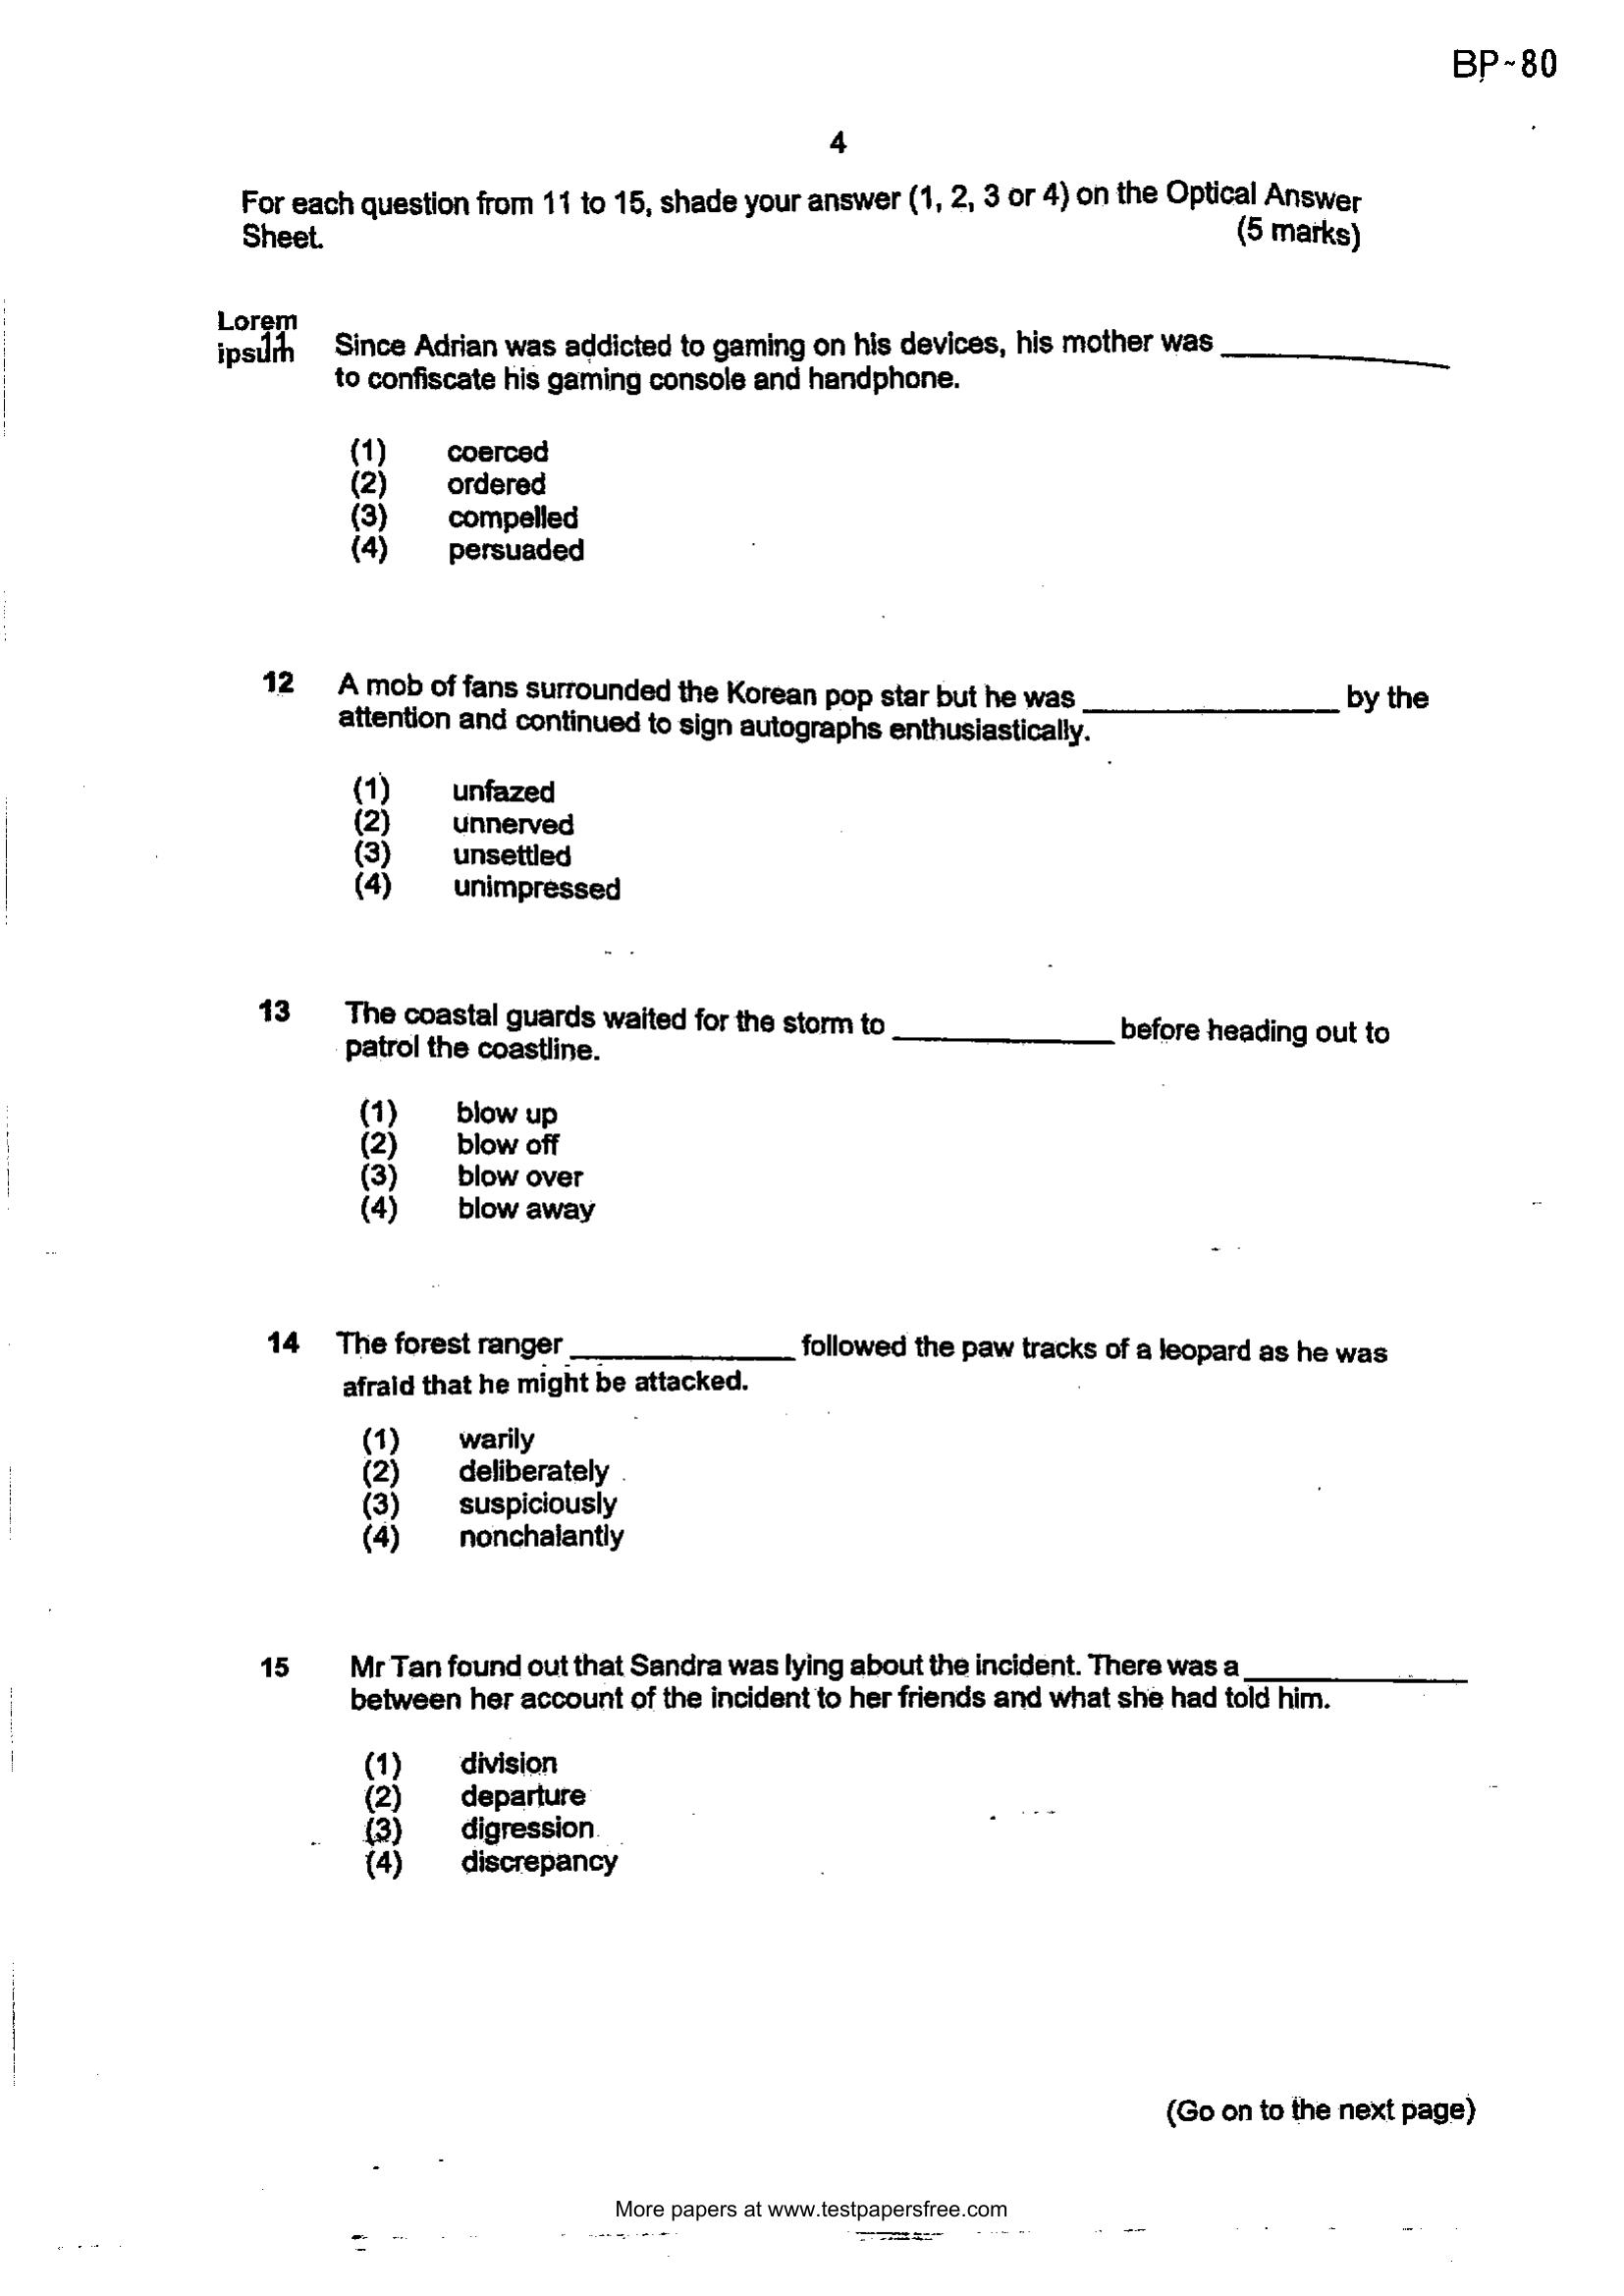 BP~80
4
For each question from 11 to 15, shade your answer (1, 2, 3 or 4) on the Optical Answer
Sheet. (5 marks)
Lorem
ipsum
11 Since Adrian was addicted to gaming on his devices, his mother was ____________
to confiscate his gaming console and handphone.
(1) coerced
(2) ordered
(3) compelled
(4) persuaded
12 A mob of fans surrounded the Korean pop star but he was ____________ by the
attention and continued to sign autographs enthusiastically.
(1) unfazed
(2) unnerved
(3) unsettled
(4) unimpressed
13 The coastal guards waited for the storm to ____________ before heading out to
patrol the coastline.
(1) blow up
(2) blow off
(3) blow over
(4) blow away
14 The forest ranger ____________ followed the paw tracks of a leopard as he was
afraid that he might be attacked.
(1) warily
(2) deliberately
(3) suspiciously
(4) nonchalantly
15 Mr Tan found out that Sandra was lying about the incident. There was a ____________
between her account of the incident to her friends and what she had told him.
(1) division
(2) departure
(3) digression
(4) discrepancy
(Go on to the next page)
More papers at www.testpapersfree.com